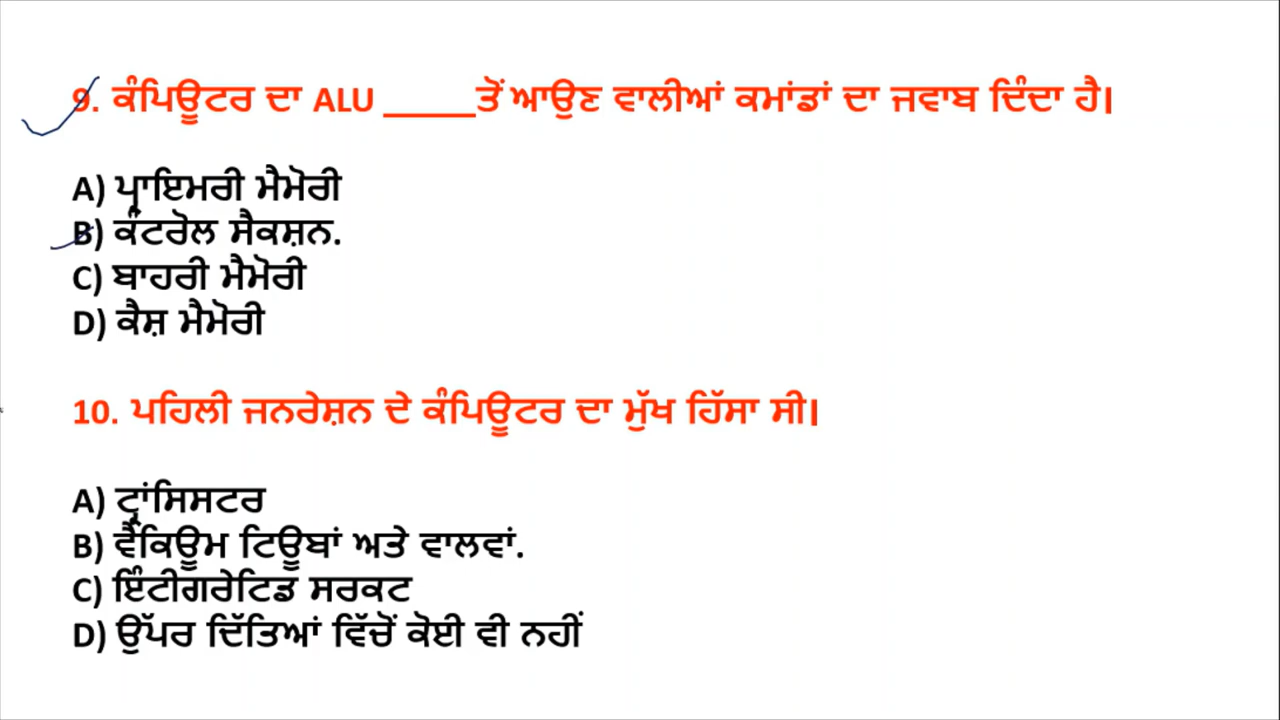 9. ਕੰਪਿਊਟਰ ਦਾ ALU _____ਤੋਂ ਆਉਣ ਵਾਲੀਆਂ ਕਮਾਂਡਾਂ ਦਾ ਜਵਾਬ ਦਿੰਦਾ ਹੈ।
A) ਪ੍ਰਾਇਮਰੀ ਮੈਮੋਰੀ
B) ਕੰਟਰੋਲ ਸੈਕਸ਼ਨ.
C) ਬਾਹਰੀ ਮੈਮੋਰੀ
D) ਕੈਸ਼ ਮੈਮੋਰੀ
10. ਪਹਿਲੀ ਜਨਰੇਸ਼ਨ ਦੇ ਕੰਪਿਊਟਰ ਦਾ ਮੁੱਖ ਹਿੱਸਾ ਸੀ।
A) ਟ੍ਰਾਂਸਿਸਟਰ
B) ਵੈਕਿਊਮ ਟਿਊਬਾਂ ਅਤੇ ਵਾਲਵਾਂ.
C) ਇੰਟੀਗਰੇਟਿਡ ਸਰਕਟ
D) ਉੱਪਰ ਦਿੱਤਿਆਂ ਵਿੱਚੋਂ ਕੋਈ ਵੀ ਨਹੀਂ